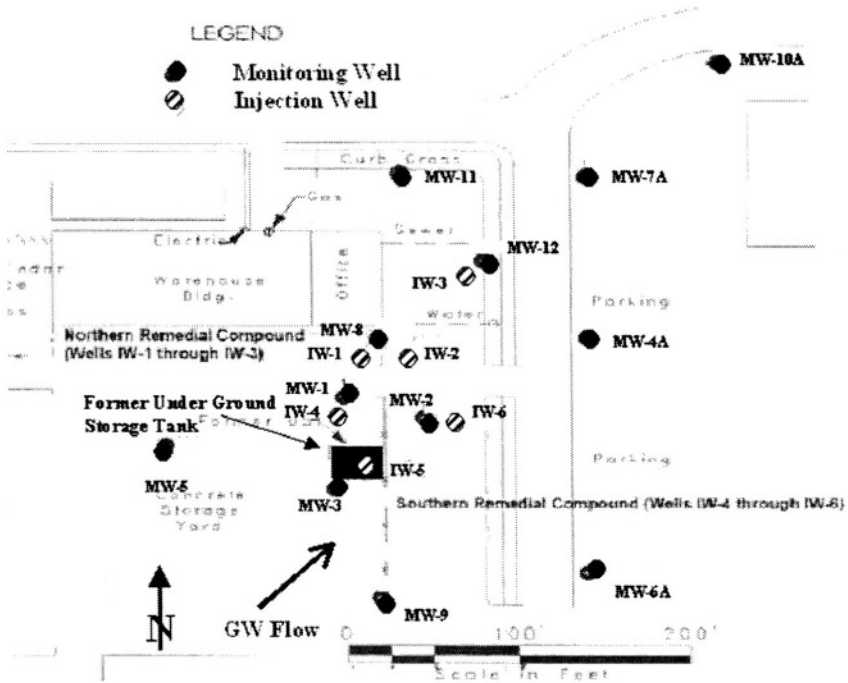 LEGEND
Monitoring Well
Injection Well
MW-10A
Curb Grass
MW-11
MW-7A
Gas
Sewer
Electric
MW-12
Office
IW-3
Warehouse
Bldg.
Water
Parking
MW-8
Northern Remedial Compound
(Wells IW-1 through IW-3)
IW-1
IW-2
MW-4A
MW-1
MW-2
Former Under Ground
Storage Tank
IW-4
IW-6
Former
IW-5
Parking
MW-5
MW-3
Concrete
Storage
Yard
Southern Remedial Compound (Wells IW-4 through IW-6)
MW-6A
MW-9
N
GW Flow
0 100' 200'
Scale in Feet